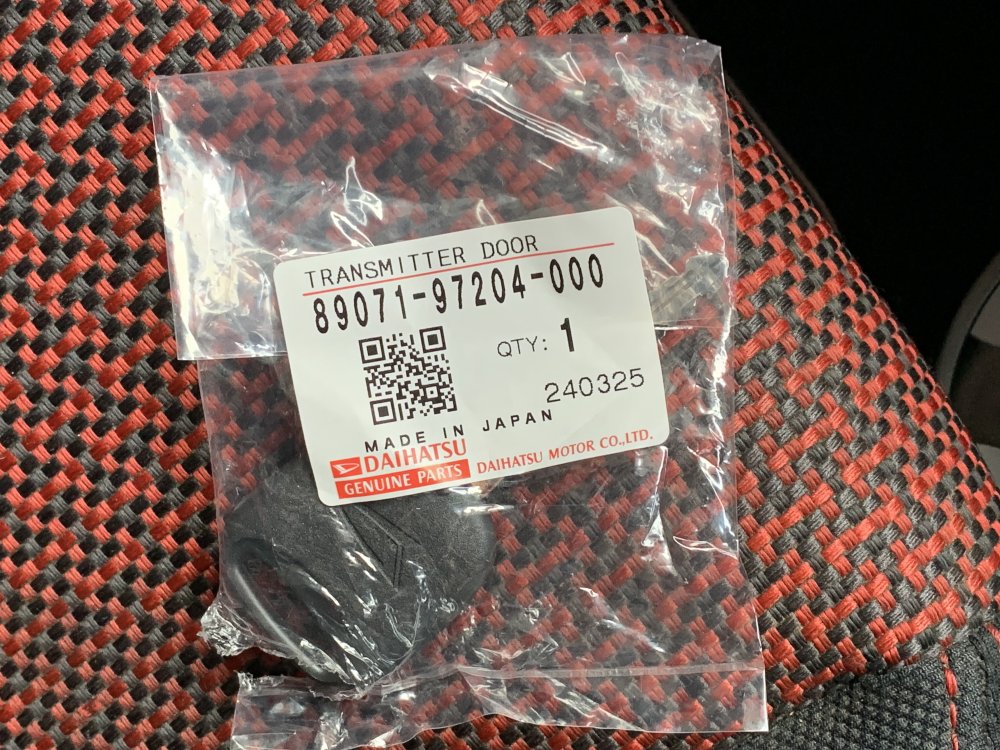 TRANSMITTER DOOR
89071-97204-000
QTY: 1
240325
MADE IN JAPAN
DAIHATSU
GENUINE PARTS
DAIHATSU MOTOR CO.,LTD.